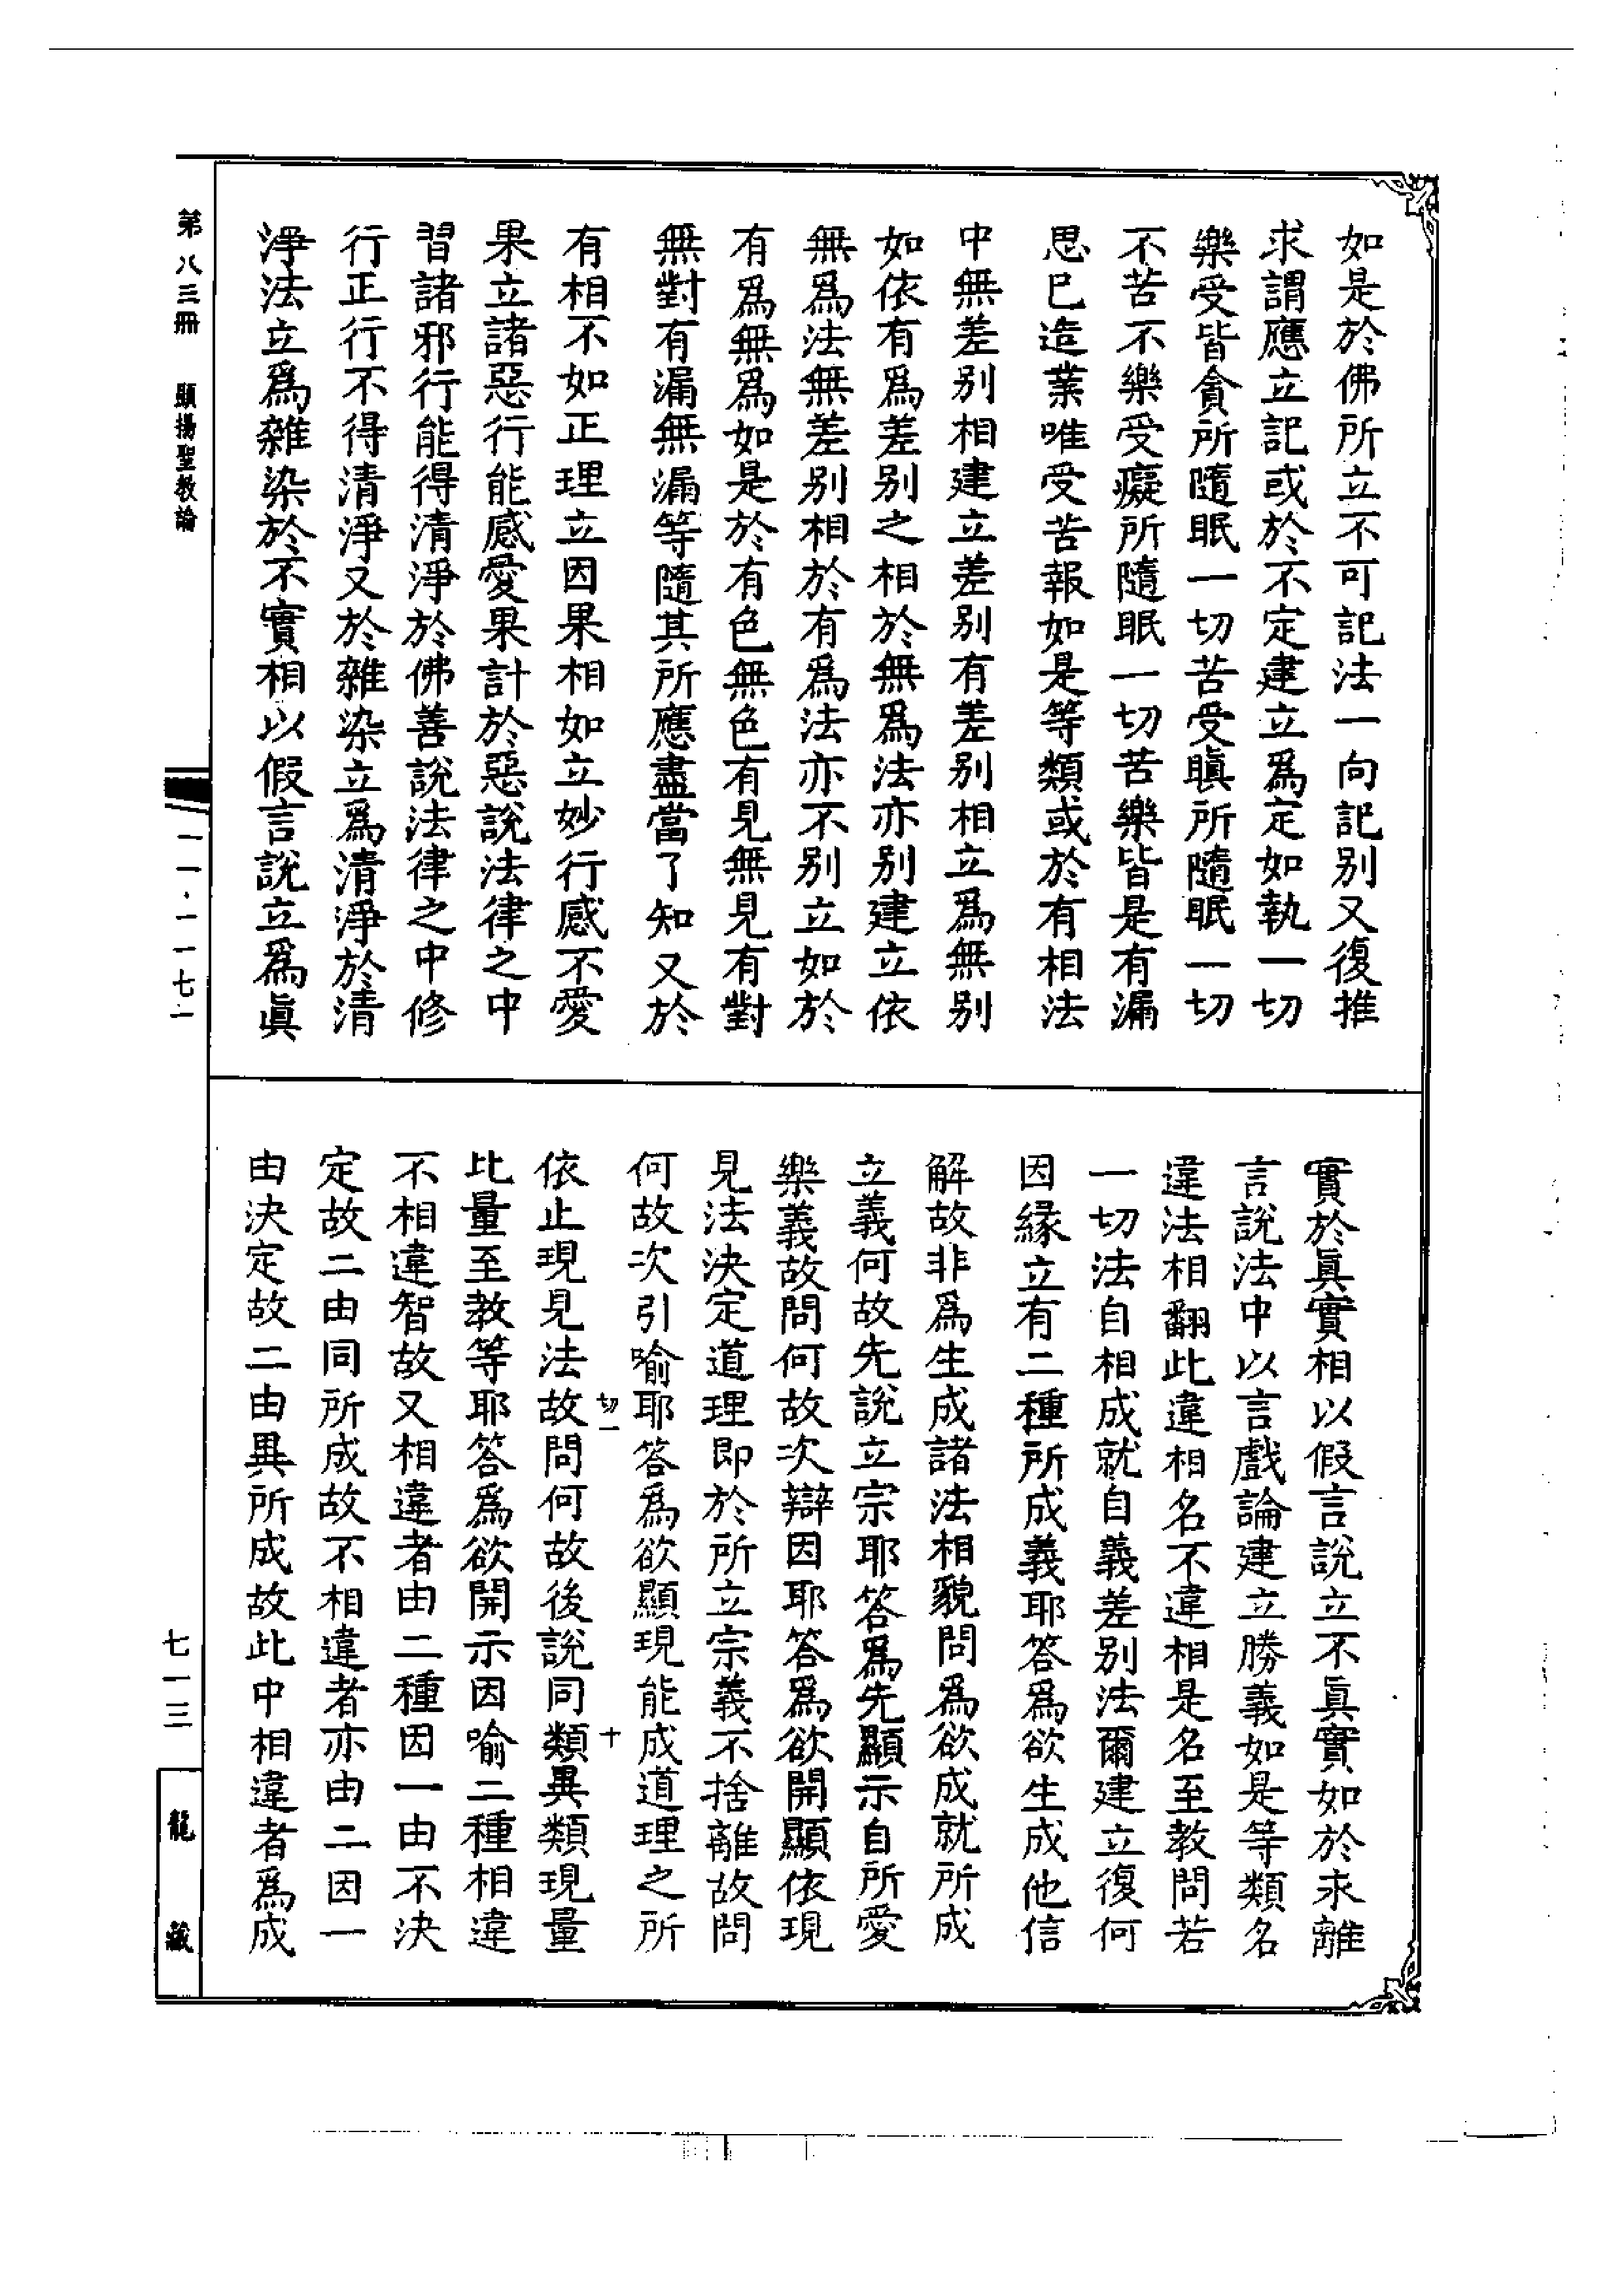 如是於佛所立不可記法一向記別又復推
求謂應立記或於不定建立爲定如執一切
樂受皆貪所隨眠一切苦受瞋所隨眠一切
不苦不樂受癡所隨眠一切苦樂皆是有漏
思已造業唯受苦報如是等類或於有相法
中無差別相建立差別有差別相立爲無別
如依有爲差別之相於無爲法亦別建立依
無爲法無差別相於有爲法亦不別立如於
有爲無爲如是於有色無色有見無見有對
無對有漏無漏等隨其所應盡當了知又於
有相不如正理立因果相如立妙行感不愛
果立諸惡行能感愛果計於惡說法律之中
習諸邪行能得清淨於佛善說法律之中修
行正行不得清淨又於雜染立爲清淨於清
淨法立爲雜染於不實相以假言說立爲眞
實於眞實相以假言說立不眞實如於求離
言說法中以言戲論建立勝義如是等類名
違法相翻此違相名不違相是名至教問若
一切法自相成就自義差別法爾建立復何
因緣立有二種所成義耶答爲欲生成他信
解故非爲生成諸法相貌問爲欲成就所成
立義何故先說立宗耶答爲先顯示自所愛
樂義故問何故次辯因耶答爲欲開顯依現
見法決定道理即於所立宗義不捨離故問
何故次引喻耶答爲欲顯現能成道理之所
切一 十
依止現見法故問何故後說同類異類現量
比量至教等耶答爲欲開示因喻二種相違
不相違智故又相違者由二種因一由不決
定故二由同所成故不相違者亦由二因一
由決定故二由異所成故此中相違者爲成
第八三冊 顯揚聖教論
一一·一一七一
七一三
龍藏